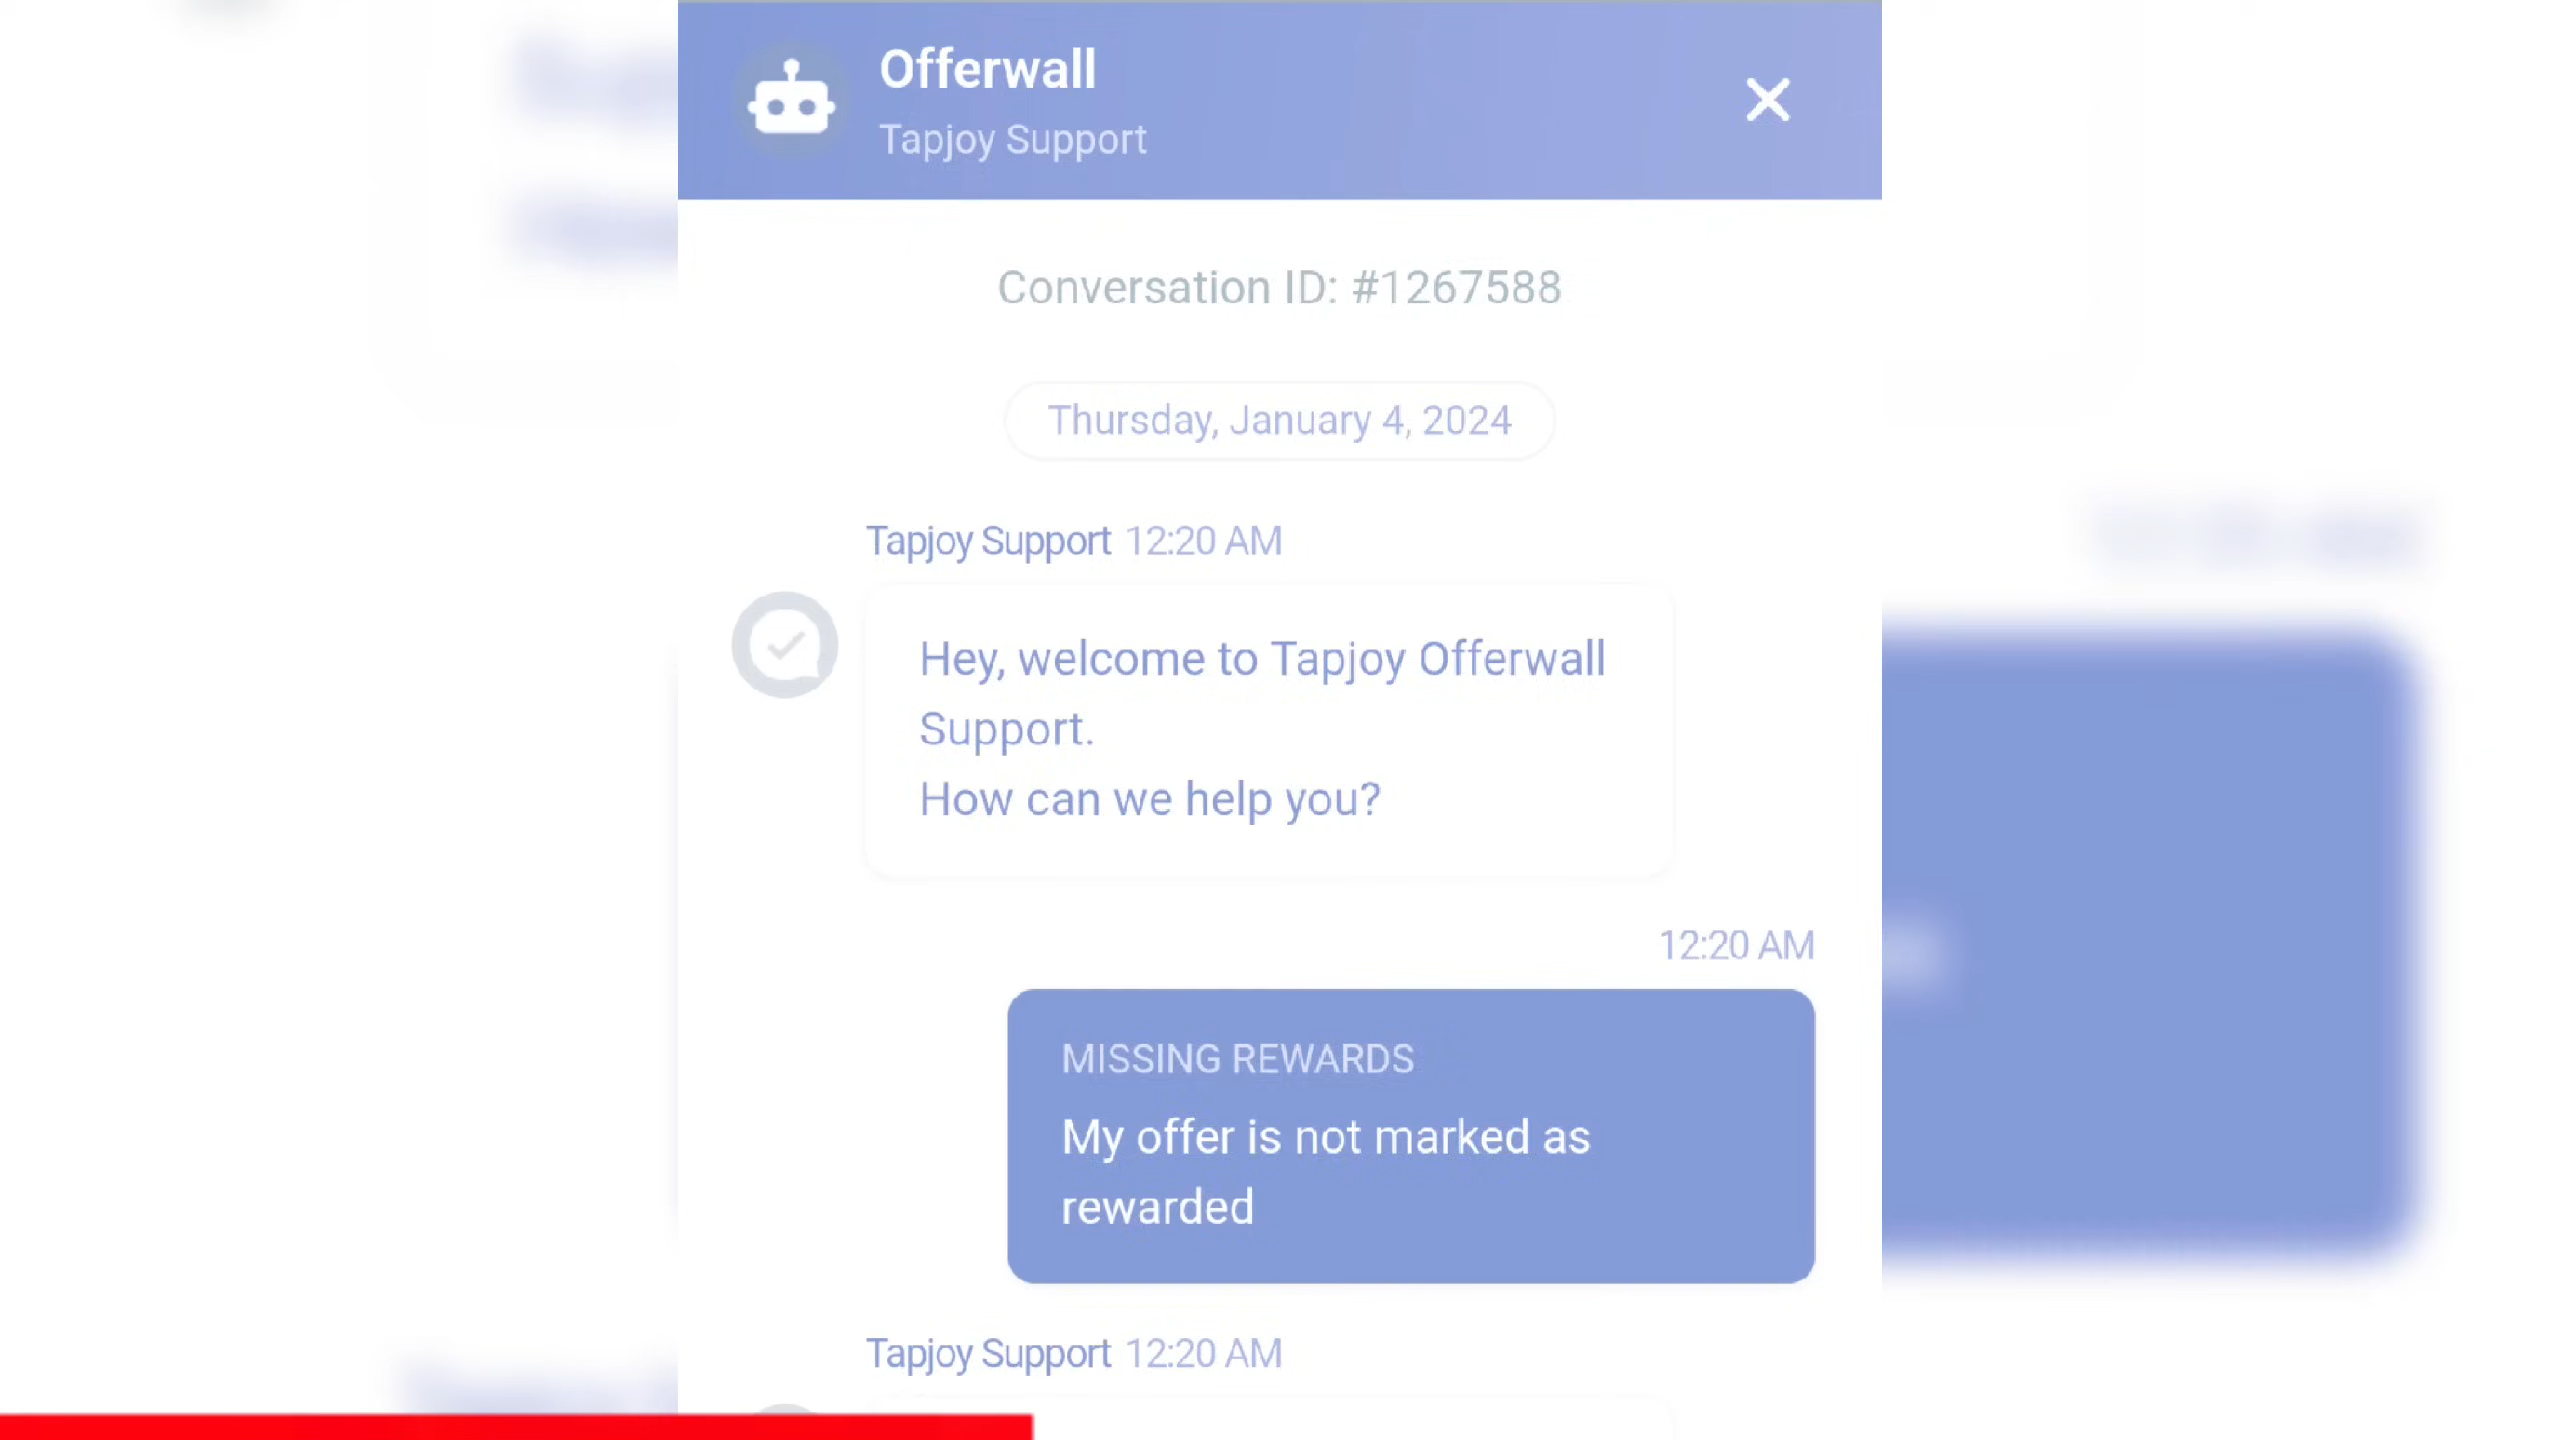 Offerwall
Tapjoy Support
Conversation ID: #1267588
Thursday, January 4, 2024
Tapjoy Support 12:20 AM
Hey, welcome to Tapjoy Offerwall
Support.
How can we help you?
12:20 AM
MISSING REWARDS
My offer is not marked as
rewarded
Tapjoy Support 12:20 AM